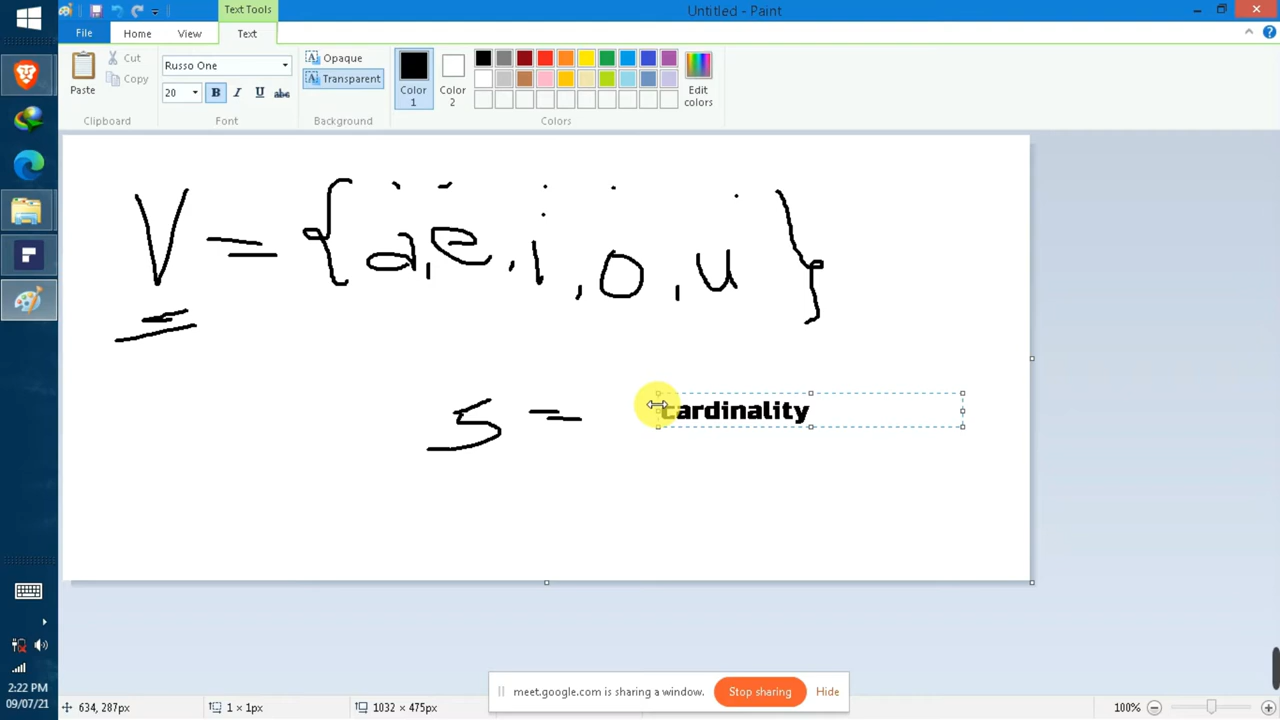 Untitled - Paint
Text Tools
File Home View Text
Paste
Cut
Copy
Clipboard
Russo One
20 B I U abc
Font
Opaque
Transparent
Background
Color 1
Color 2
Edit colors
Colors
V = { a, e, i, o, u }
5 = cardinality
meet.google.com is sharing a window. Stop sharing Hide
2:22 PM
09/07/21
634, 287px
1 × 1px
1032 × 475px
100%